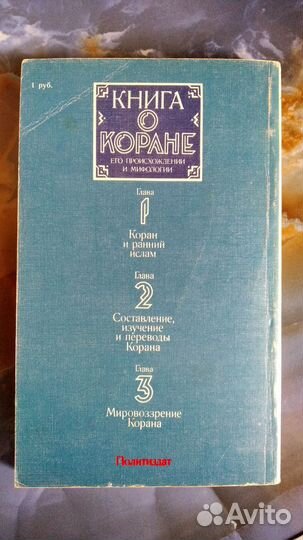 1 руб.
КНИГА
О
КОРАНЕ
ЕГО ПРОИСХОЖДЕНИИ
И МИФОЛОГИИ
Глава
1
Коран
и ранний
ислам
Глава
2
Составление,
изучение
и переводы
Корана
Глава
3
Мировоззрение
Корана
Политиздат
Avito